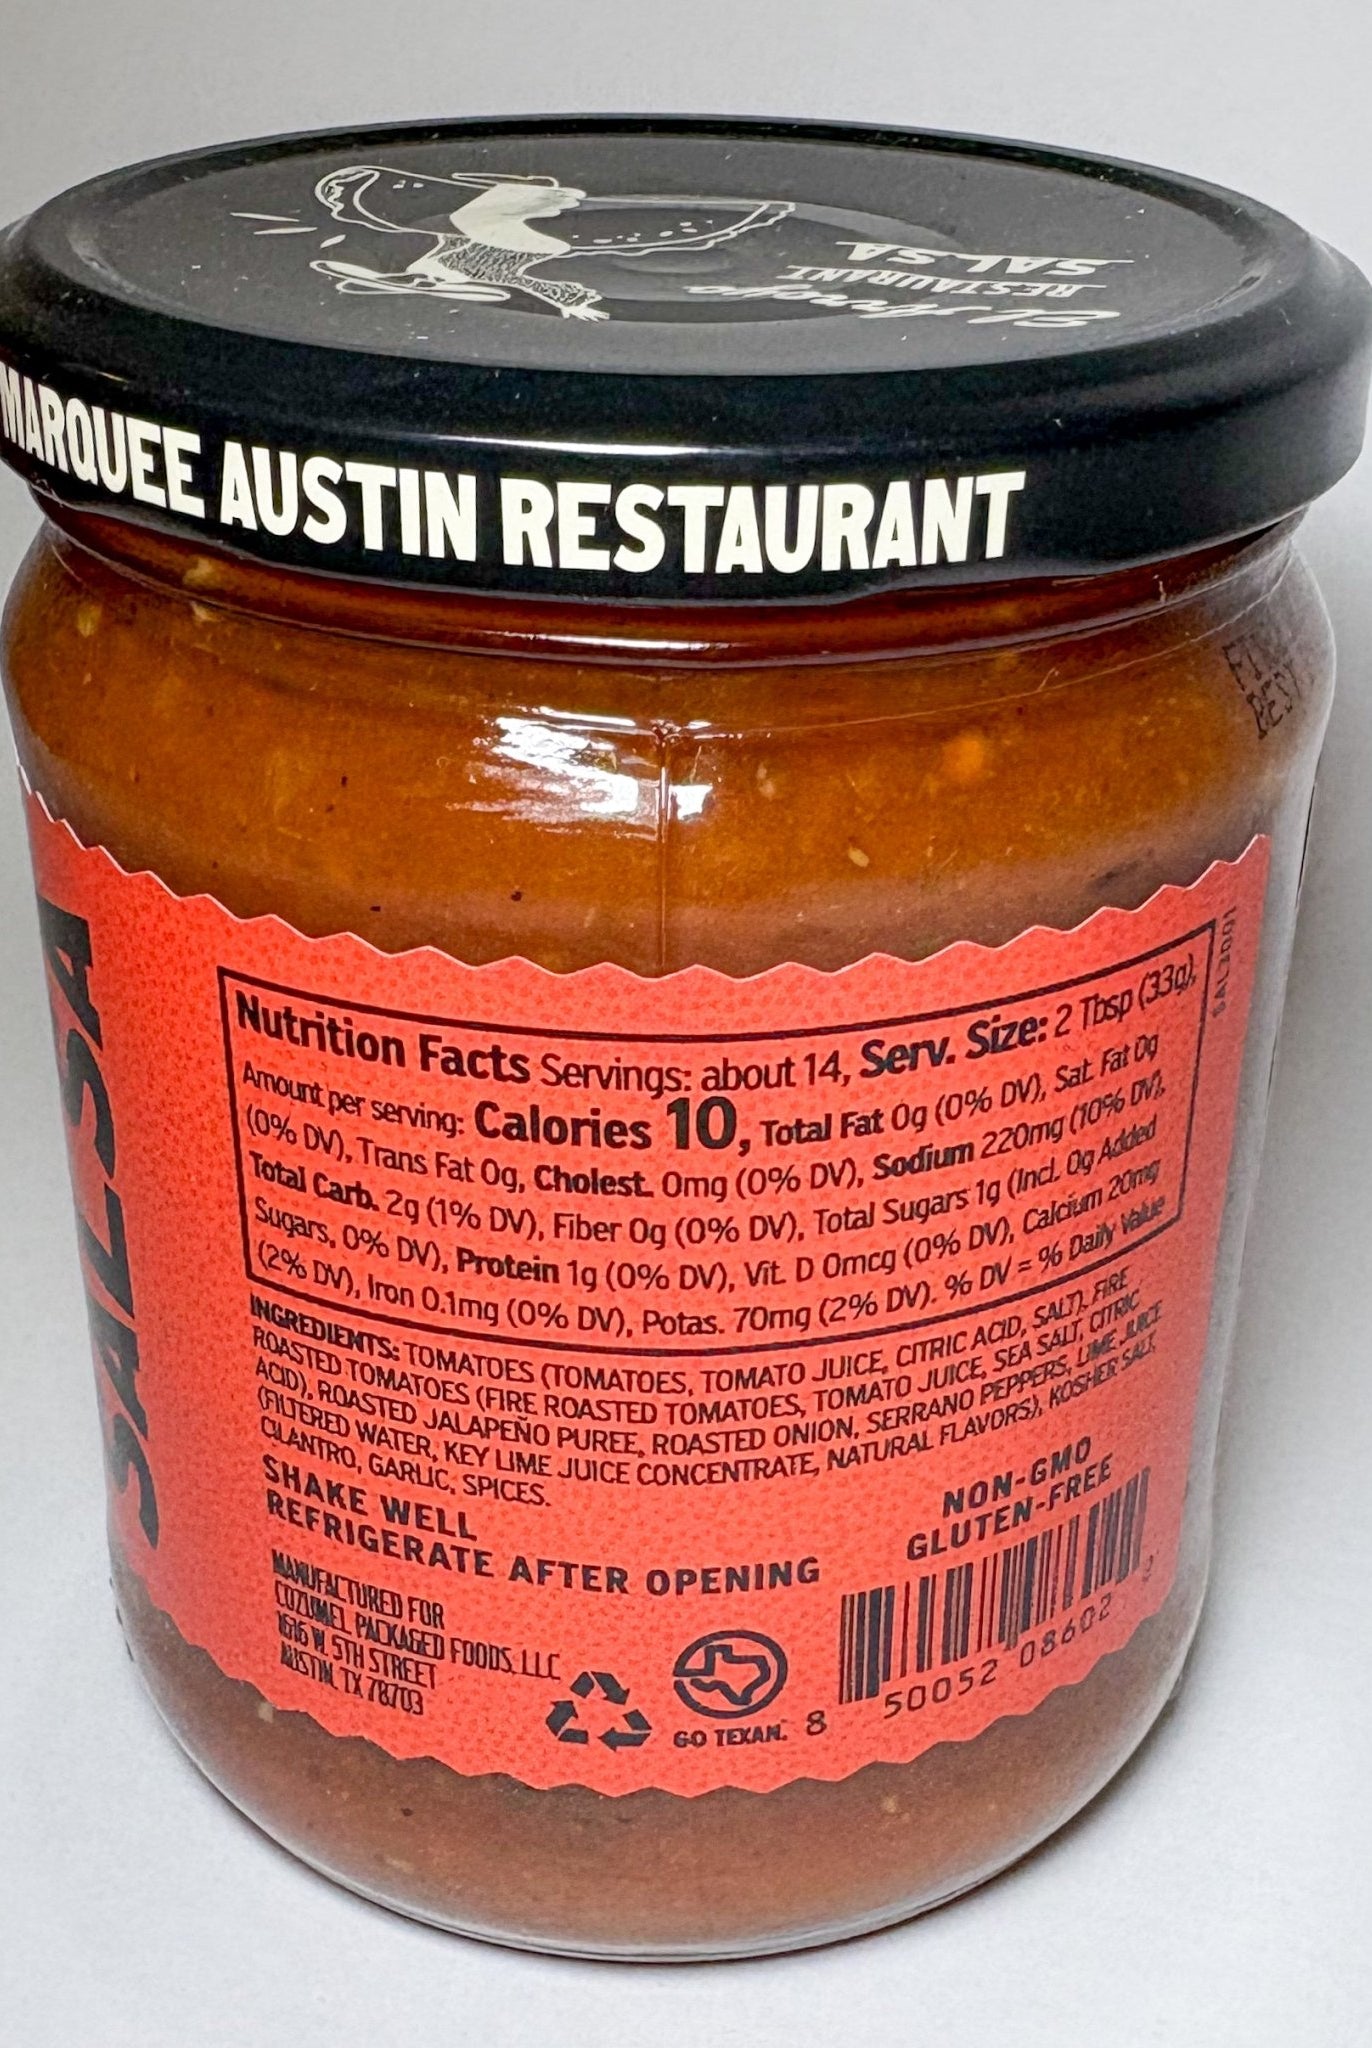 El Arroyo
RESTAURANT
SALSA
MARQUEE AUSTIN RESTAURANT
SALSA
Nutrition Facts Servings: about 14, Serv. Size: 2 Tbsp (33g),
Amount per serving: Calories 10, Total Fat 0g (0% DV), Sat. Fat 0g
(0% DV), Trans Fat 0g, Cholest. 0mg (0% DV), Sodium 220mg (10% DV),
Total Carb. 2g (1% DV), Fiber 0g (0% DV), Total Sugars 1g (Incl. 0g Added
Sugars, 0% DV), Protein 1g (0% DV), Vit. D 0mcg (0% DV), Calcium 20mg
(2% DV), Iron 0.1mg (0% DV), Potas. 70mg (2% DV). % DV = % Daily Value
SAL2001
INGREDIENTS: TOMATOES (TOMATOES, TOMATO JUICE, CITRIC ACID, SALT), FIRE
ROASTED TOMATOES (FIRE ROASTED TOMATOES, TOMATO JUICE, SEA SALT, CITRIC
ACID), ROASTED JALAPEÑO PUREE, ROASTED ONION, SERRANO PEPPERS, LIME JUICE
(FILTERED WATER, KEY LIME JUICE CONCENTRATE, NATURAL FLAVORS), KOSHER SALT,
CILANTRO, GARLIC, SPICES.
SHAKE WELL
REFRIGERATE AFTER OPENING
NON-GMO
GLUTEN-FREE
MANUFACTURED FOR
COZUMEL PACKAGED FOODS, LLC
1616 W. 5TH STREET
AUSTIN, TX 78703
GO TEXAN.
8 50052 08602 2